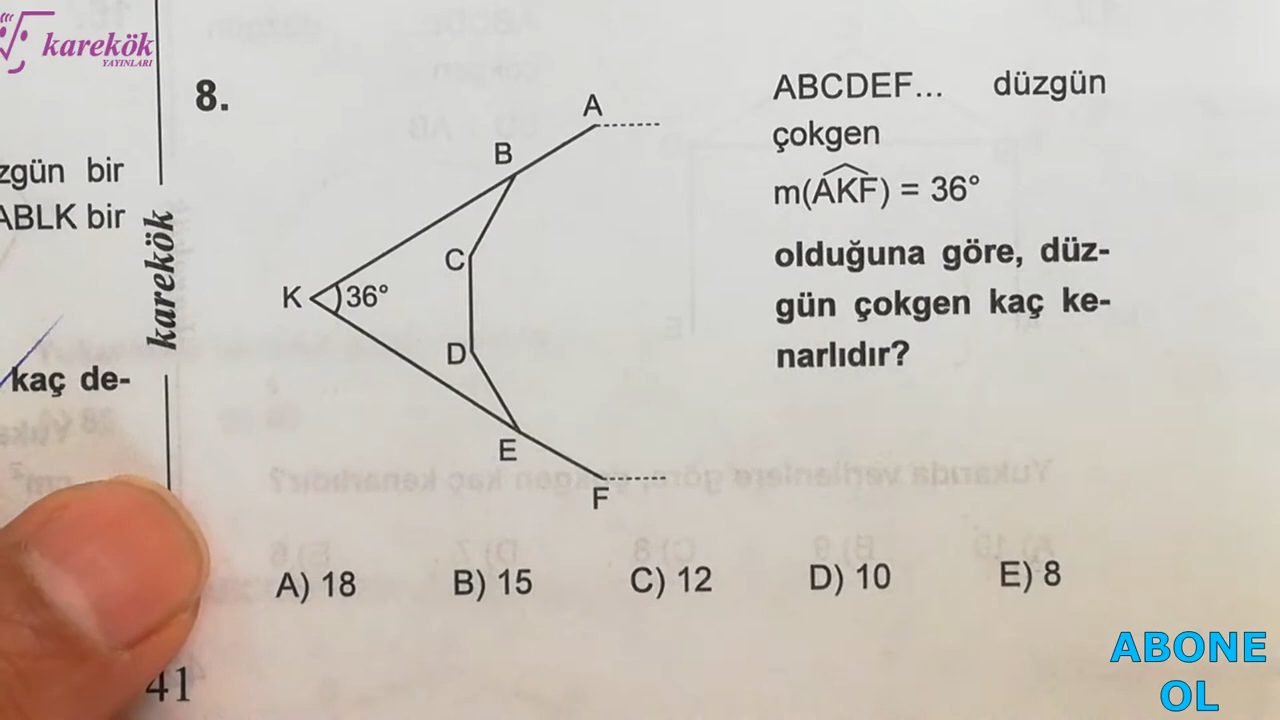 karekök
YAYINLARI
zgün bir
ABLK bir
kaç de-
karekök
8.
A
B
C
K 36°
D
E
F
ABCDEF... düzgün
çokgen
m(AKF) = 36°
olduğuna göre, düz-
gün çokgen kaç ke-
narlıdır?
A) 18 B) 15 C) 12 D) 10 E) 8
41
ABONE
OL